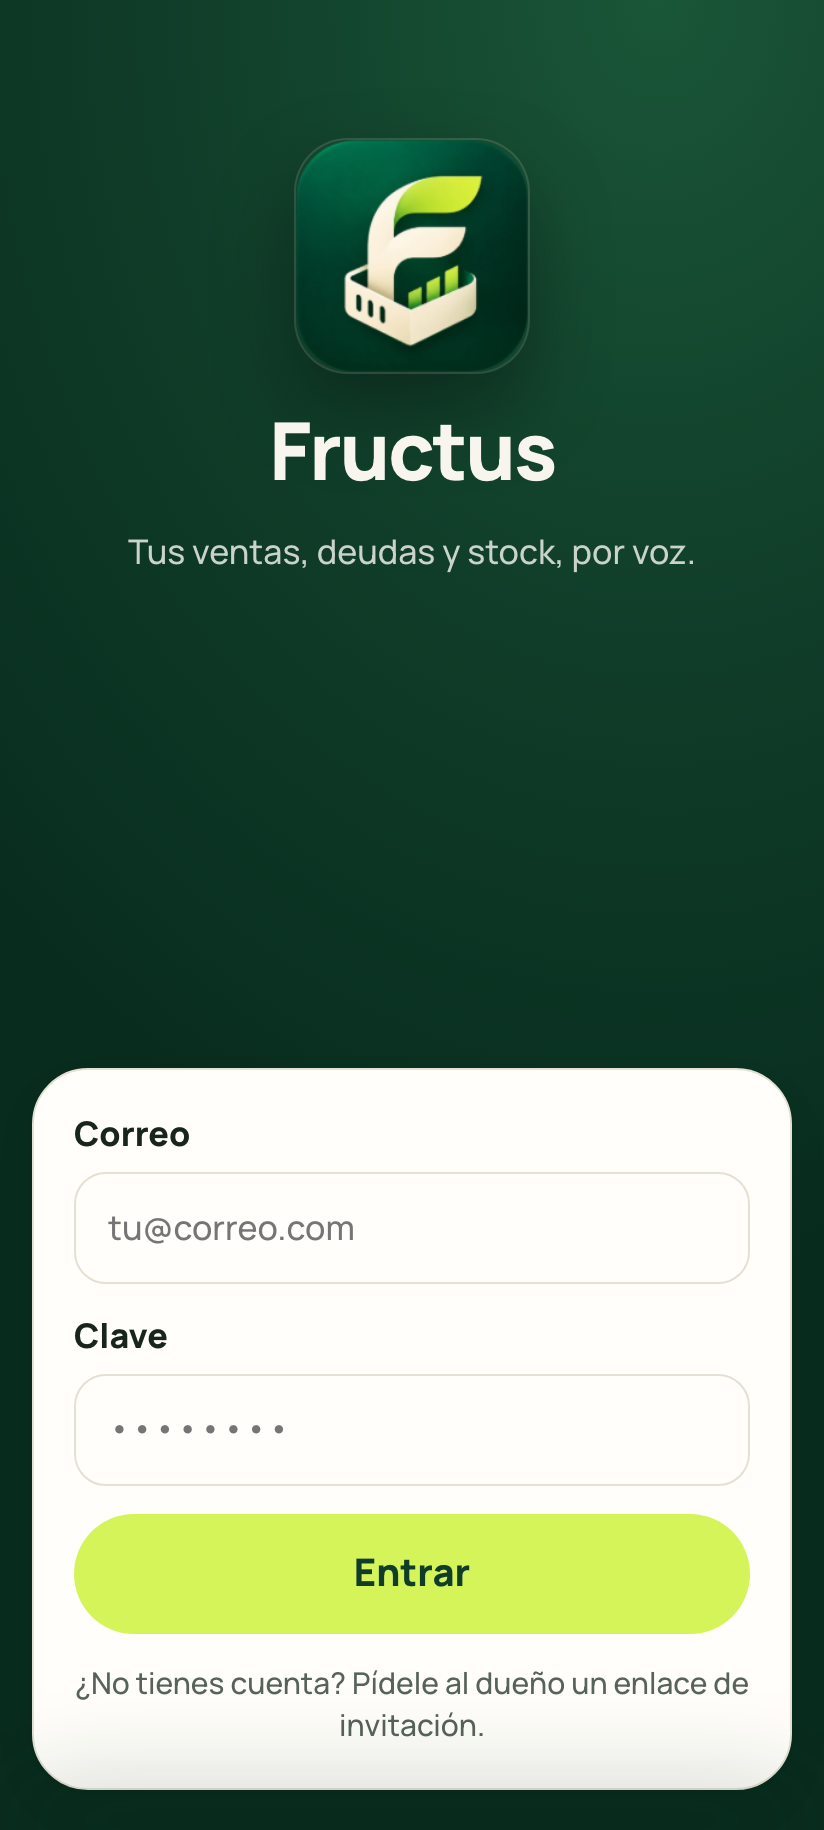 Fructus
Tus ventas, deudas y stock, por voz.
Correo
tu@correo.com
Clave
••••••••
Entrar
¿No tienes cuenta? Pídele al dueño un enlace de
invitación.